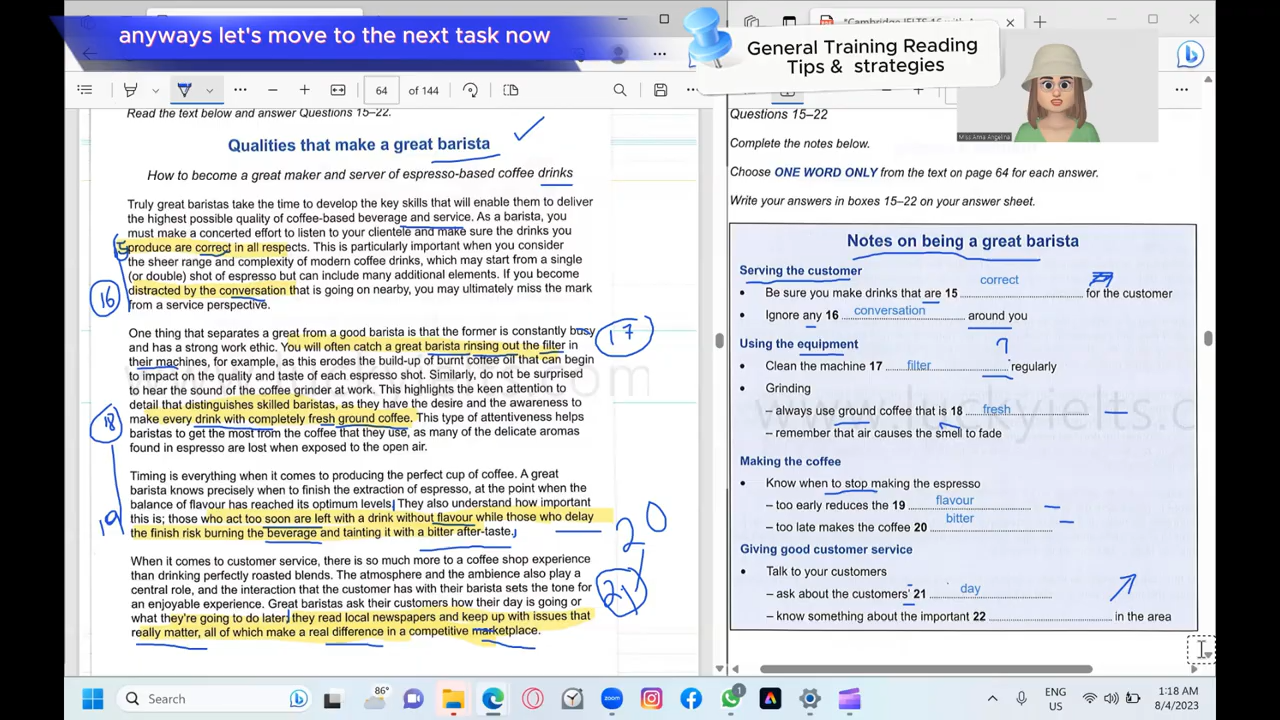 anyways let's move to the next task now
General Training Reading
Tips & strategies
*Cambridge IELTS 16 with A
64 of 144
Miss Ama Angelina
Read the text below and answer Questions 15–22.
Qualities that make a great barista
How to become a great maker and server of espresso-based coffee drinks
Truly great baristas take the time to develop the key skills that will enable them to deliver
the highest possible quality of coffee-based beverage and service. As a barista, you
must make a concerted effort to listen to your clientele and make sure the drinks you
produce are correct in all respects. This is particularly important when you consider
the sheer range and complexity of modern coffee drinks, which may start from a single
(or double) shot of espresso but can include many additional elements. If you become
distracted by the conversation that is going on nearby, you may ultimately miss the mark
from a service perspective.
15
16
One thing that separates a great from a good barista is that the former is constantly busy
and has a strong work ethic. You will often catch a great barista rinsing out the filter in
their machines, for example, as this erodes the build-up of burnt coffee oil that can begin
to impact on the quality and taste of each espresso shot. Similarly, do not be surprised
to hear the sound of the coffee grinder at work. This highlights the keen attention to
detail that distinguishes skilled baristas, as they have the desire and the awareness to
make every drink with completely fresh ground coffee. This type of attentiveness helps
baristas to get the most from the coffee that they use, as many of the delicate aromas
found in espresso are lost when exposed to the open air.
17
18
Timing is everything when it comes to producing the perfect cup of coffee. A great
barista knows precisely when to finish the extraction of espresso, at the point when the
balance of flavour has reached its optimum levels. They also understand how important
this is; those who act too soon are left with a drink without flavour while those who delay
the finish risk burning the beverage and tainting it with a bitter after-taste.
19
20
When it comes to customer service, there is so much more to a coffee shop experience
than drinking perfectly roasted blends. The atmosphere and the ambience also play a
central role, and the interaction that the customer has with their barista sets the tone for
an enjoyable experience. Great baristas ask their customers how their day is going or
what they're going to do later, they read local newspapers and keep up with issues that
really matter, all of which make a real difference in a competitive marketplace.
21
Questions 15–22
Complete the notes below.
Choose ONE WORD ONLY from the text on page 64 for each answer.
Write your answers in boxes 15–22 on your answer sheet.
Notes on being a great barista
Serving the customer
• Be sure you make drinks that are 15 correct for the customer
• Ignore any 16 conversation around you
Using the equipment
• Clean the machine 17 filter regularly
• Grinding
– always use ground coffee that is 18 fresh
– remember that air causes the smell to fade
www.luckyielts.com
Making the coffee
• Know when to stop making the espresso
– too early reduces the 19 flavour
– too late makes the coffee 20 bitter
Giving good customer service
• Talk to your customers
– ask about the customers' 21 day
– know something about the important 22 in the area
Search
86°
zoom
1
ENG
US
1:18 AM
8/4/2023